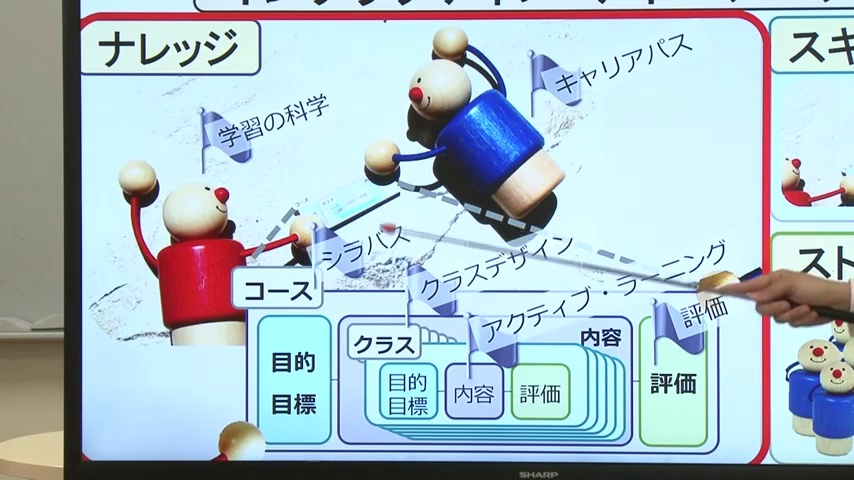 ナレッジ
スキ
キャリアパス
学習の科学
コース
シラバス
クラスデザイン
アクティブ・ラーニング
評価
スト
コース
クラス
内容
目的
目標
目的
目標
内容
評価
評価
SHARP